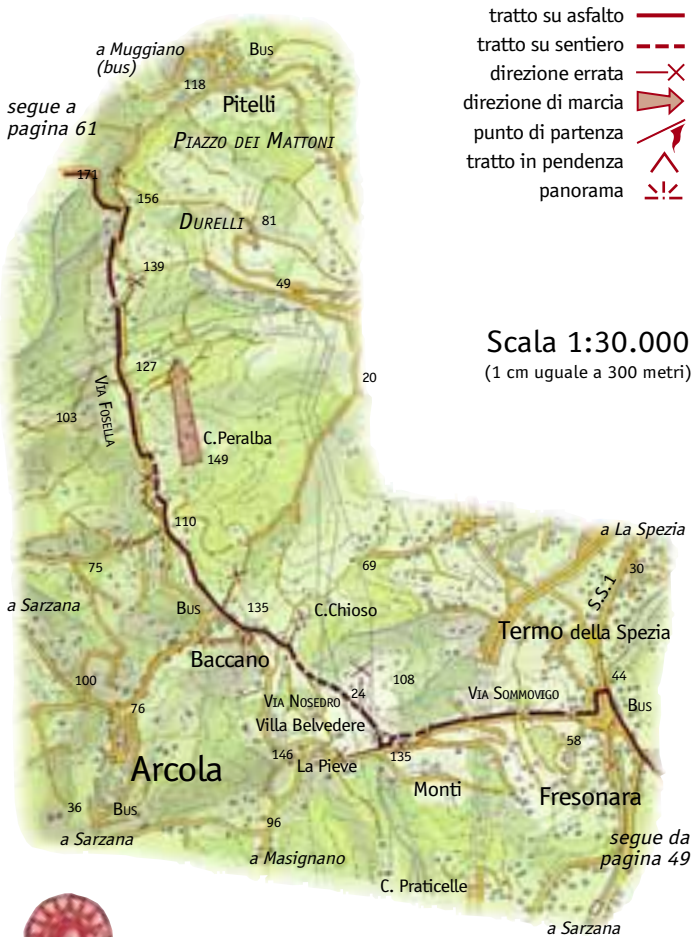 tratto su asfalto
tratto su sentiero
direzione errata
direzione di marcia
punto di partenza
tratto in pendenza
panorama
Scala 1:30.000
(1 cm uguale a 300 metri)
a Muggiano
(bus)
Bus
118
Pitelli
segue a
pagina 61
Piazzo dei Mattoni
171
156
Durelli
81
139
49
127
20
Via Fosella
103
C.Peralba
149
110
a La Spezia
75
69
30
S.S.1
a Sarzana
Bus
135
C.Chioso
Termo della Spezia
Baccano
100
108
44
Via Nosedro
24
Via Sommovigo
Bus
76
Villa Belvedere
58
Arcola
146
La Pieve
135
Monti
Fresonara
36
Bus
96
a Sarzana
segue da
pagina 49
a Masignano
C. Praticelle
a Sarzana